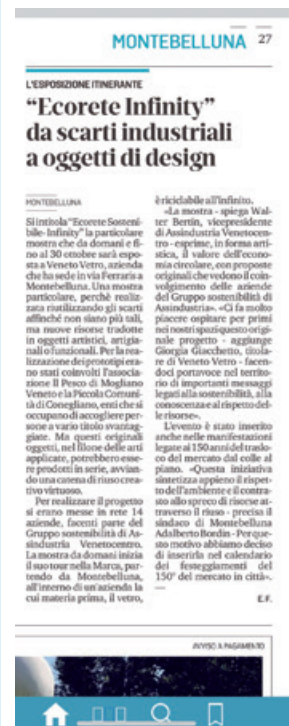 MONTEBELLUNA 27
L'ESPOSIZIONE ITINERANTE
“Ecorete Infinity”
da scarti industriali
a oggetti di design
MONTEBELLUNA
Si intitola “Ecorete Sosteni-
bile- Infinity” la particolare
mostra che da domani e fi-
no al 30 ottobre sarà espo-
sta a Veneto Vetro, azienda
che ha sede in via Ferraris a
Montebelluna. Una mostra
particolare, perchè realiz-
zata riutilizzando gli scarti
affinché non siano più tali,
ma nuove risorse tradotte
in oggetti artistici, artigia-
nali o funzionali. Per la rea-
lizzazione dei prototipi era-
no stati coinvolti l'associa-
zione Il Pesco di Mogliano
Veneto e la Piccola Comuni-
tà di Conegliano, enti che si
occupano di accogliere per-
sone a vario titolo svantag-
giate. Ma questi originali
oggetti, nel filone delle arti
applicate, potrebbero esse-
re prodotti in serie, avvian-
do una catena di riuso crea-
tivo virtuoso.
Per realizzare il progetto
si erano messe in rete 14
aziende, facenti parte del
Gruppo sostenibilità di As-
sindustria Venetocentro.
La mostra da domani inizia
il suo tour nella Marca, par-
tendo da Montebelluna,
all'interno di un'azienda la
cui materia prima, il vetro,
è riciclabile all'infinito.
«La mostra - spiega Wal-
ter Bertin, vicepresidente
di Assindustria Venetocen-
tro - esprime, in forma arti-
stica, il valore dell'econo-
mia circolare, con proposte
originali che vedono il coin-
volgimento delle aziende
del Gruppo sostenibilità di
Assindustria». «Ci fa molto
piacere ospitare per primi
nei nostri spazi questo origi-
nale progetto - aggiunge
Giorgia Giacchetto, titola-
re di Veneto Vetro - facen-
doci portavoce nel territo-
rio di importanti messaggi
legati alla sostenibilità, alla
conoscenza e al rispetto del-
le risorse».
L'evento è stato inserito
anche nelle manifestazioni
legate ai 150 anni del traslo-
co del mercato dal colle al
piano. «Questa iniziativa
sintetizza appieno il rispet-
to dell'ambiente e il contra-
sto allo spreco di risorse at-
traverso il riuso - precisa il
sindaco di Montebelluna
Adalberto Bordin - Per que-
sto motivo abbiamo deciso
di inserirla nel calendario
dei festeggiamenti del
150° del mercato in città».
—
E.F.
AVVISO A PAGAMENTO